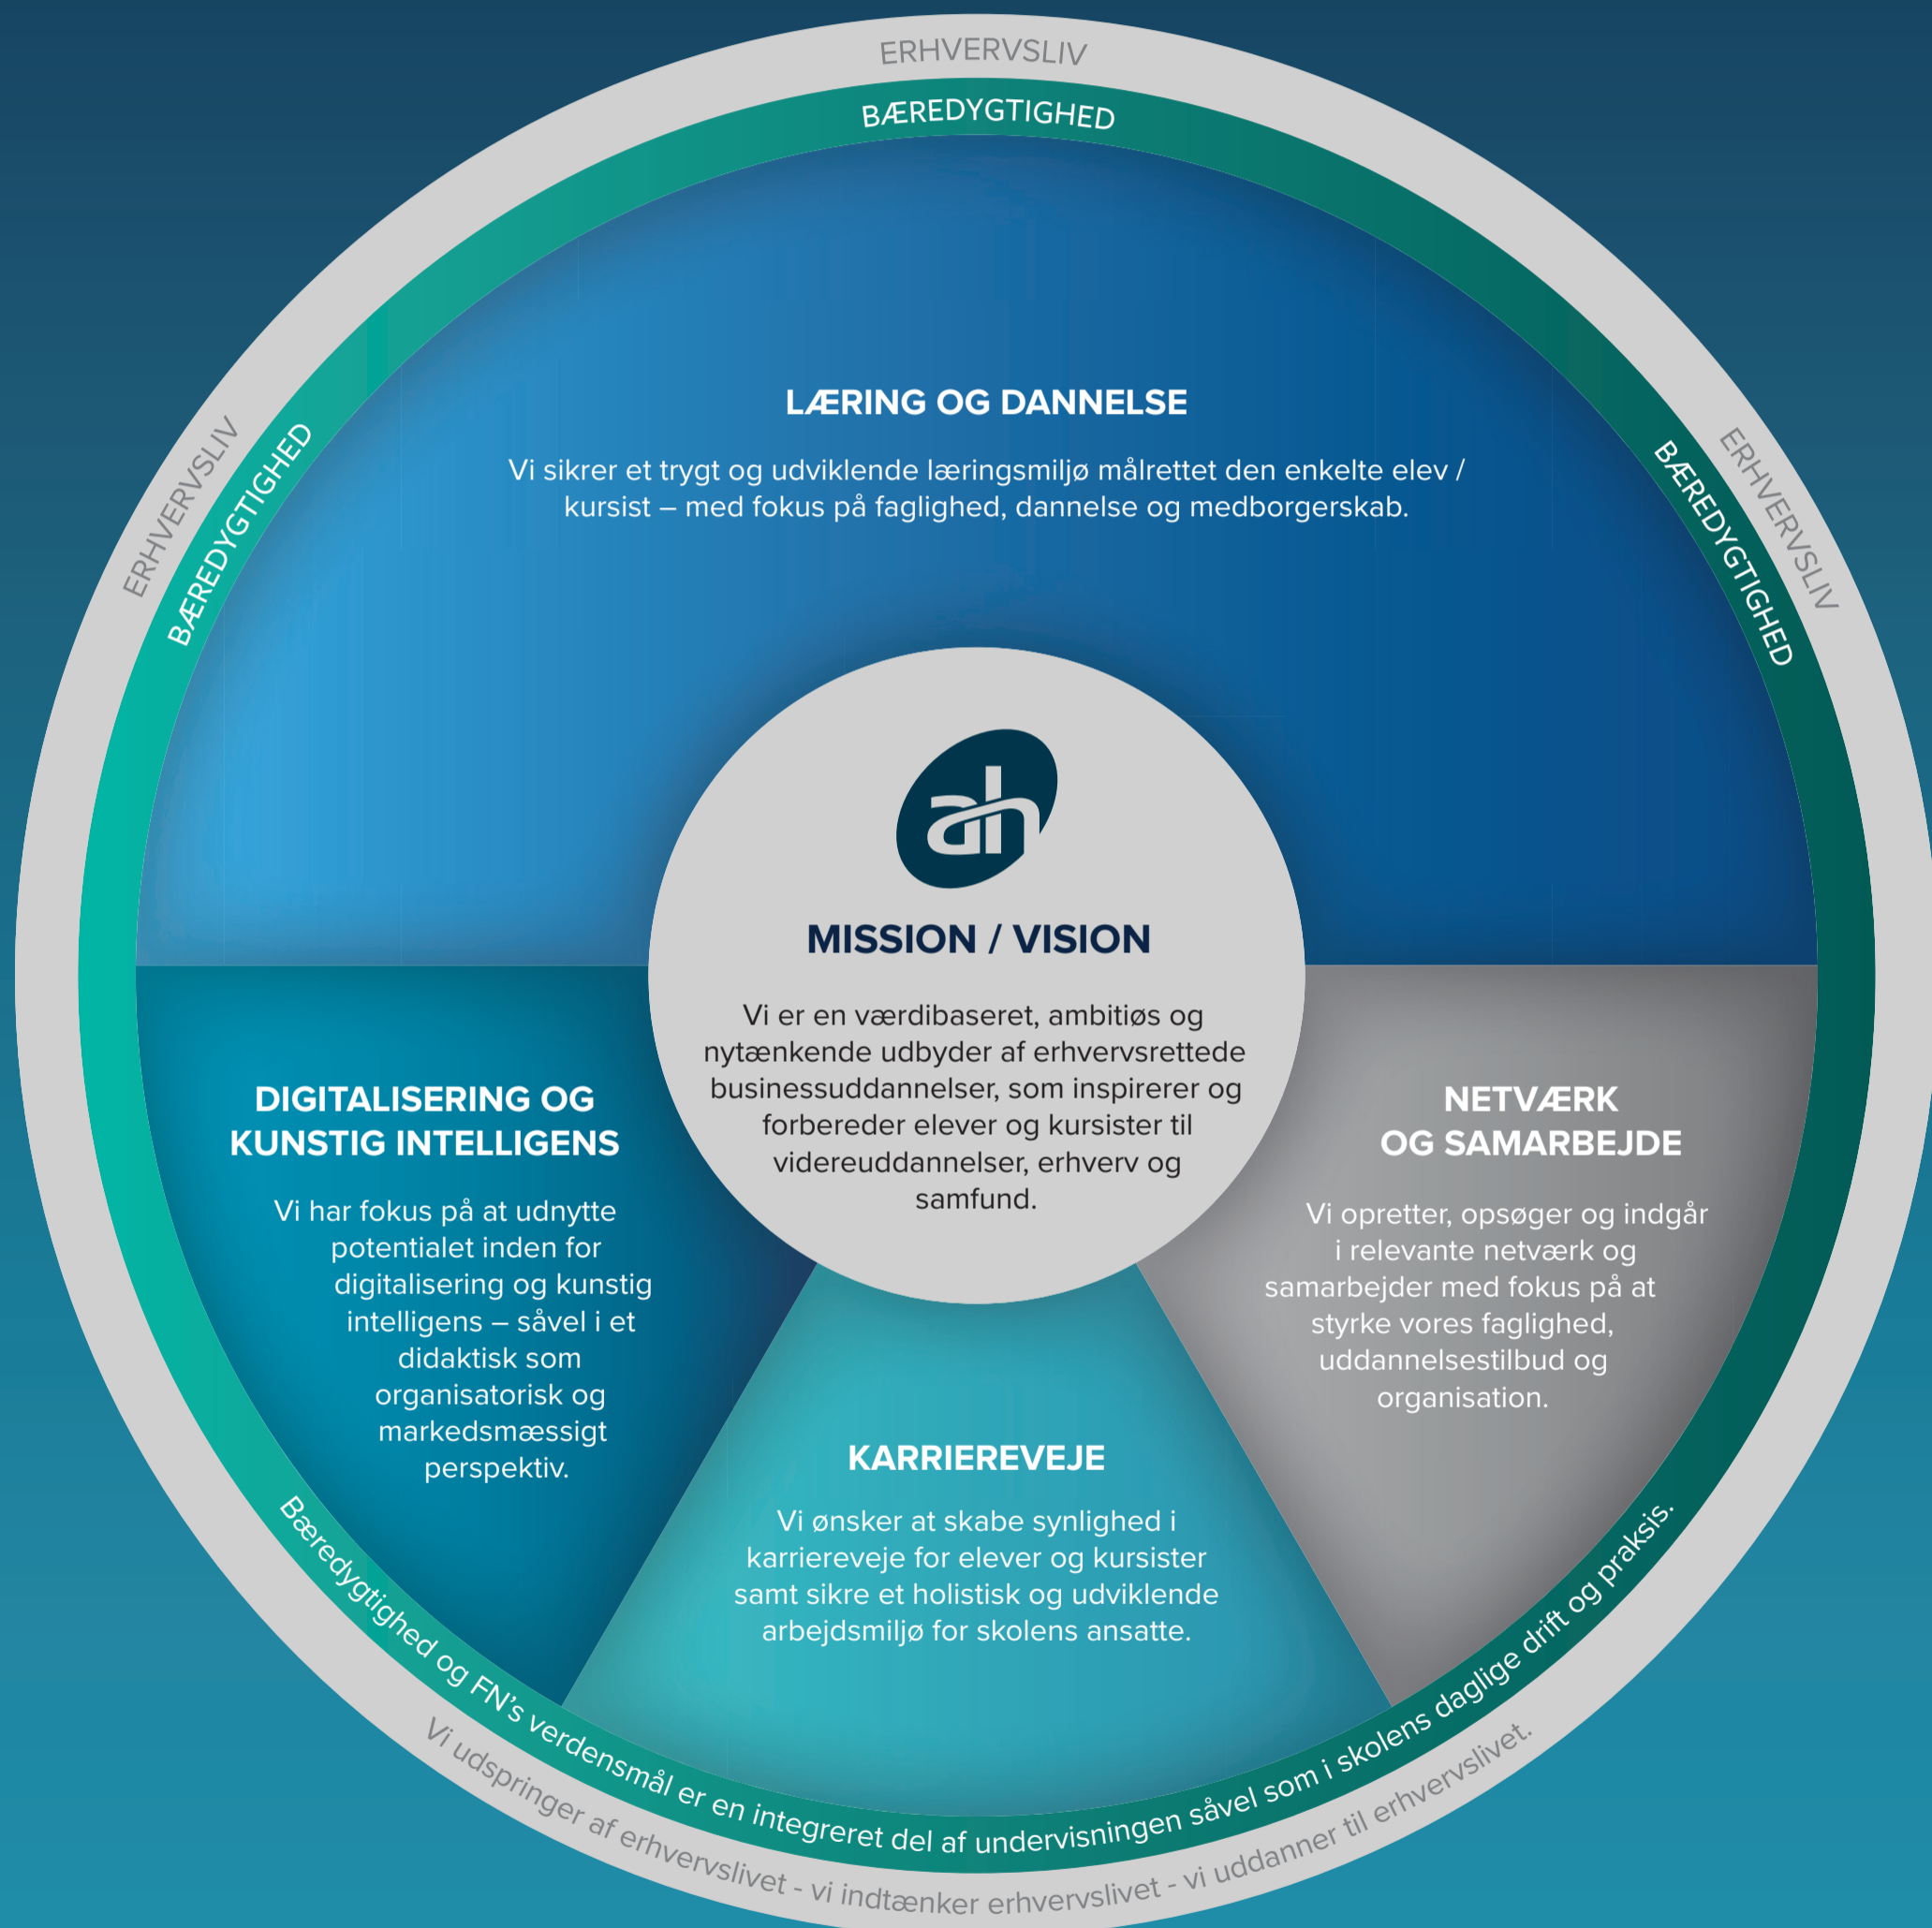 ERHVERVSLIV
BÆREDYGTIGHED
ERHVERVSLIV
BÆREDYGTIGHED
BÆREDYGTIGHED
ERHVERVSLIV
LÆRING OG DANNELSE
Vi sikrer et trygt og udviklende læringsmiljø målrettet den enkelte elev /
kursist – med fokus på faglighed, dannelse og medborgerskab.
ah
MISSION / VISION
Vi er en værdibaseret, ambitiøs og
nytænkende udbyder af erhvervsrettede
businessuddannelser, som inspirerer og
forbereder elever og kursister til
videreuddannelser, erhverv og
samfund.
DIGITALISERING OG
KUNSTIG INTELLIGENS
Vi har fokus på at udnytte
potentialet inden for
digitalisering og kunstig
intelligens – såvel i et
didaktisk som
organisatorisk og
markedsmæssigt
perspektiv.
KARRIEREVEJE
Vi ønsker at skabe synlighed i
karriereveje for elever og kursister
samt sikre et holistisk og udviklende
arbejdsmiljø for skolens ansatte.
NETVÆRK
OG SAMARBEJDE
Vi opretter, opsøger og indgår
i relevante netværk og
samarbejder med fokus på at
styrke vores faglighed,
uddannelsestilbud og
organisation.
Bæredygtighed og FN's verdensmål er en integreret del af undervisningen såvel som i skolens daglige drift og praksis.
Vi udspringer af erhvervslivet - vi indtænker erhvervslivet - vi uddanner til erhvervslivet.